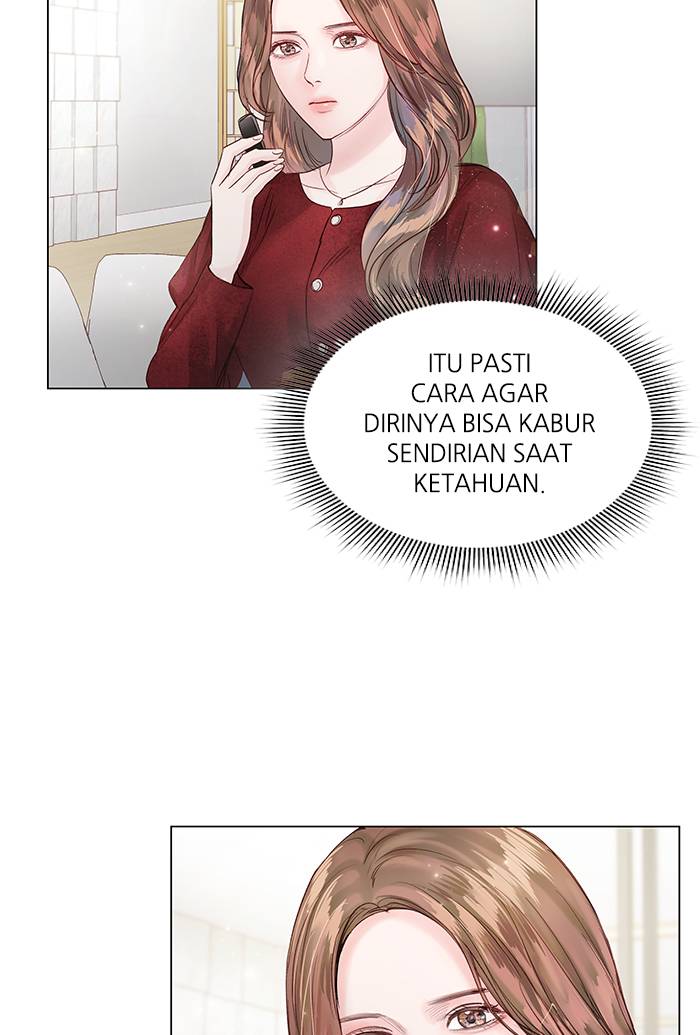 ITU PASTI
CARA AGAR
DIRINYA BISA KABUR
SENDIRIAN SAAT
KETAHUAN.